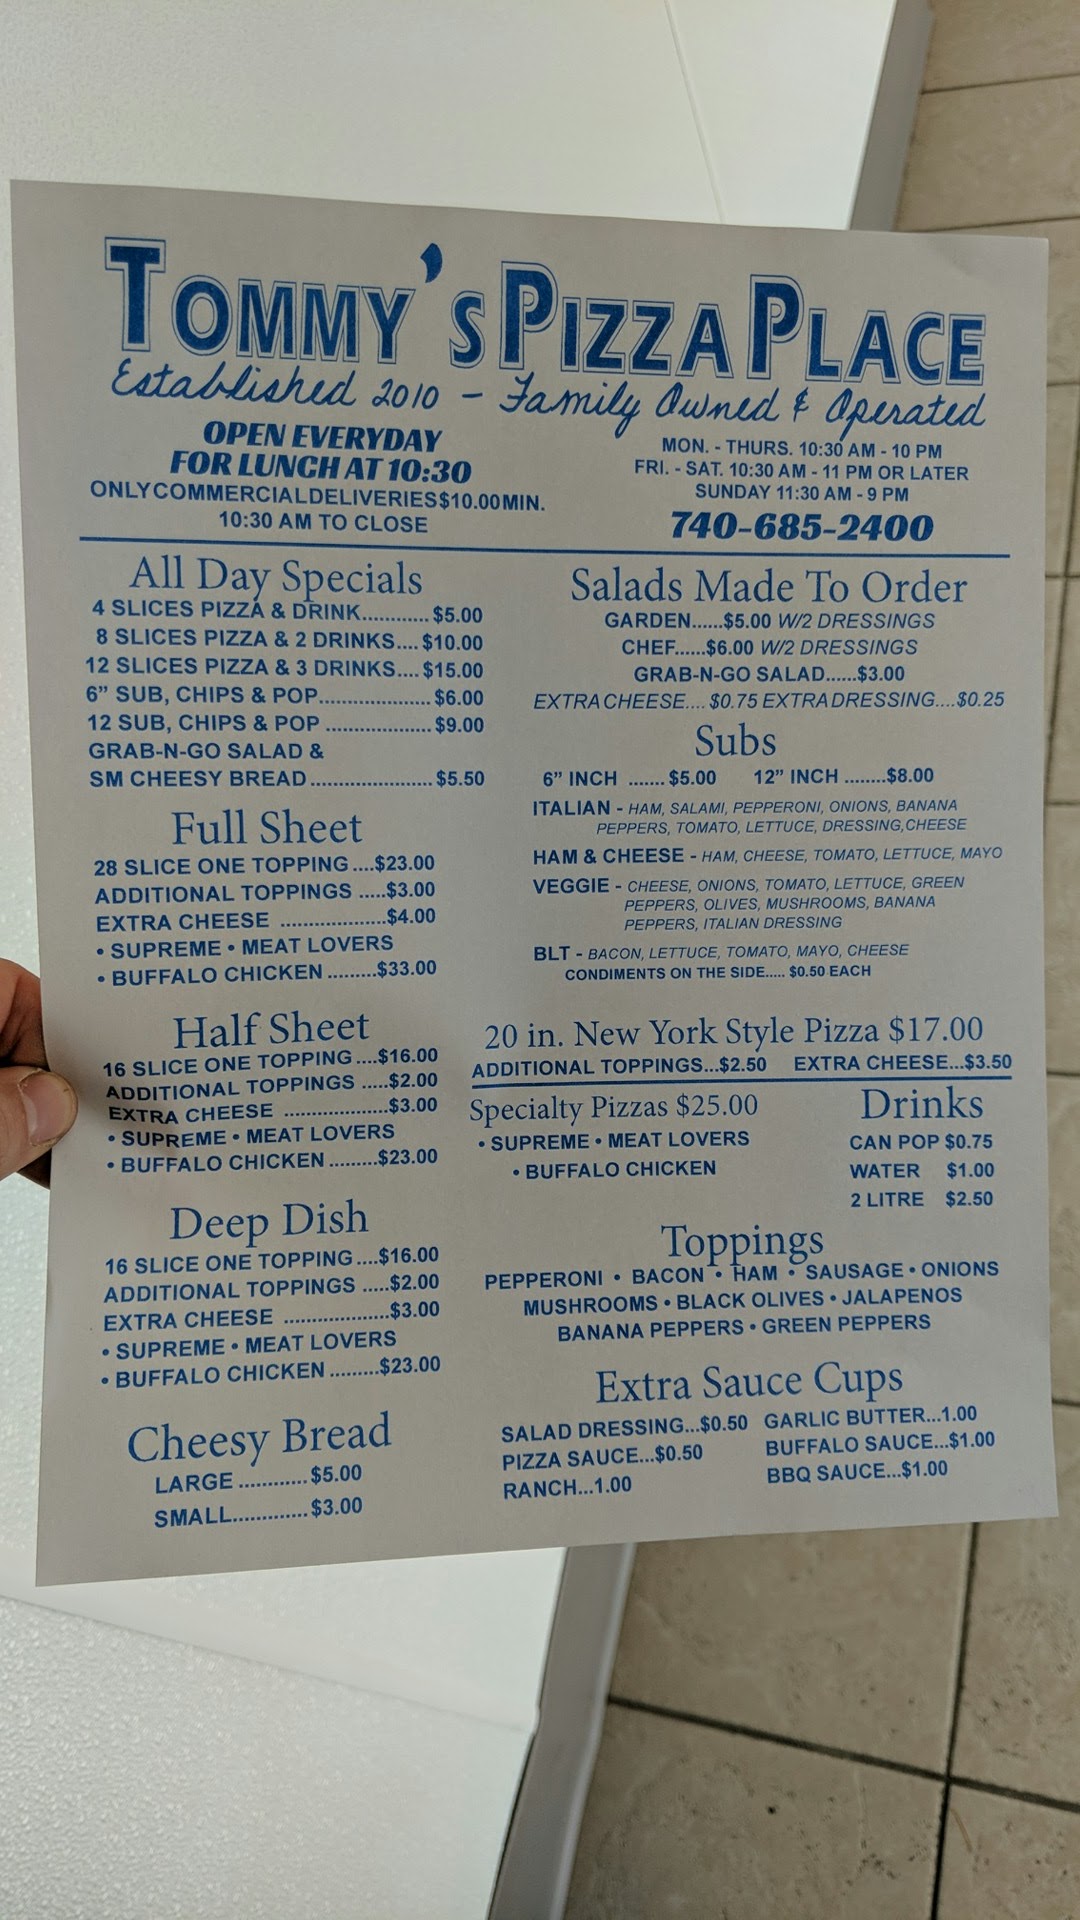 TOMMY'S PIZZA PLACE
Established 2010 - Family Owned & Operated
OPEN EVERYDAY
FOR LUNCH AT 10:30
ONLY COMMERCIAL DELIVERIES $10.00 MIN.
10:30 AM TO CLOSE
MON. - THURS. 10:30 AM - 10 PM
FRI. - SAT. 10:30 AM - 11 PM OR LATER
SUNDAY 11:30 AM - 9 PM
740-685-2400
All Day Specials
4 SLICES PIZZA & DRINK............ $5.00
8 SLICES PIZZA & 2 DRINKS.... $10.00
12 SLICES PIZZA & 3 DRINKS.... $15.00
6” SUB, CHIPS & POP.................... $6.00
12 SUB, CHIPS & POP ................... $9.00
GRAB-N-GO SALAD &
SM CHEESY BREAD...................... $5.50
Full Sheet
28 SLICE ONE TOPPING ....$23.00
ADDITIONAL TOPPINGS .....$3.00
EXTRA CHEESE ...................$4.00
• SUPREME • MEAT LOVERS
• BUFFALO CHICKEN .........$33.00
Half Sheet
16 SLICE ONE TOPPING ....$16.00
ADDITIONAL TOPPINGS .....$2.00
EXTRA CHEESE ...................$3.00
• SUPREME • MEAT LOVERS
• BUFFALO CHICKEN .........$23.00
Deep Dish
16 SLICE ONE TOPPING ....$16.00
ADDITIONAL TOPPINGS .....$2.00
EXTRA CHEESE ...................$3.00
• SUPREME • MEAT LOVERS
• BUFFALO CHICKEN .........$23.00
Cheesy Bread
LARGE ............ $5.00
SMALL............. $3.00
Salads Made To Order
GARDEN......$5.00 W/2 DRESSINGS
CHEF......$6.00 W/2 DRESSINGS
GRAB-N-GO SALAD......$3.00
EXTRA CHEESE.... $0.75 EXTRA DRESSING....$0.25
Subs
6” INCH ....... $5.00 12” INCH ........$8.00
ITALIAN - HAM, SALAMI, PEPPERONI, ONIONS, BANANA
PEPPERS, TOMATO, LETTUCE, DRESSING,CHEESE
HAM & CHEESE - HAM, CHEESE, TOMATO, LETTUCE, MAYO
VEGGIE - CHEESE, ONIONS, TOMATO, LETTUCE, GREEN
PEPPERS, OLIVES, MUSHROOMS, BANANA
PEPPERS, ITALIAN DRESSING
BLT - BACON, LETTUCE, TOMATO, MAYO, CHEESE
CONDIMENTS ON THE SIDE..... $0.50 EACH
20 in. New York Style Pizza $17.00
ADDITIONAL TOPPINGS...$2.50 EXTRA CHEESE...$3.50
Specialty Pizzas $25.00
• SUPREME • MEAT LOVERS
• BUFFALO CHICKEN
Drinks
CAN POP $0.75
WATER $1.00
2 LITRE $2.50
Toppings
PEPPERONI • BACON • HAM • SAUSAGE • ONIONS
MUSHROOMS • BLACK OLIVES • JALAPENOS
BANANA PEPPERS • GREEN PEPPERS
Extra Sauce Cups
SALAD DRESSING...$0.50 GARLIC BUTTER...1.00
PIZZA SAUCE...$0.50 BUFFALO SAUCE...$1.00
RANCH...1.00 BBQ SAUCE...$1.00